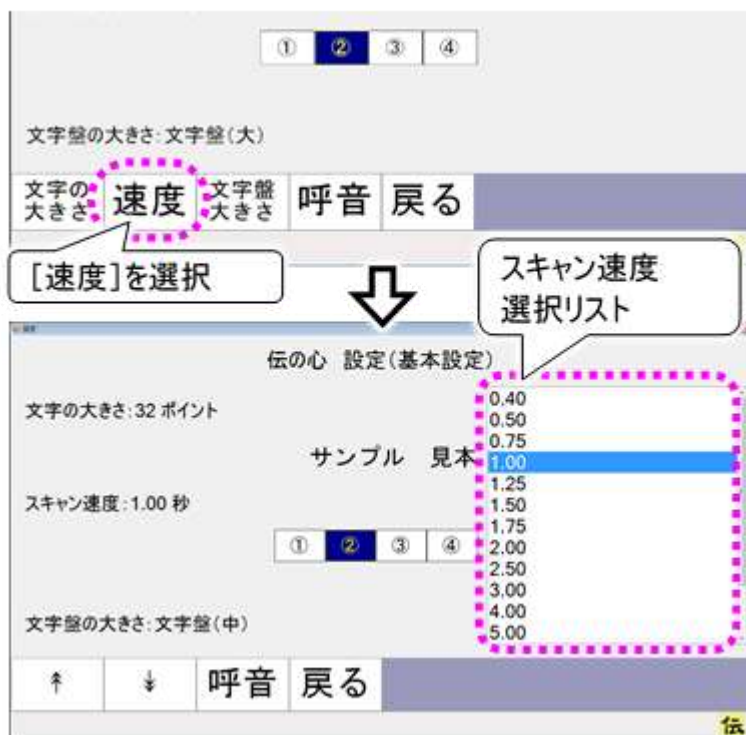 ① ② ③ ④
文字盤の大きさ:文字盤(大)
文字の大きさ 速度 文字盤大きさ 呼音 戻る
[速度]を選択
スキャン速度
選択リスト
伝の心 設定(基本設定)
文字の大きさ:32 ポイント
サンプル 見本
スキャン速度:1.00 秒
① ② ③ ④
文字盤の大きさ:文字盤(中)
0.40
0.50
0.75
1.00
1.25
1.50
1.75
2.00
2.50
3.00
4.00
5.00
↟ ↡ 呼音 戻る
伝